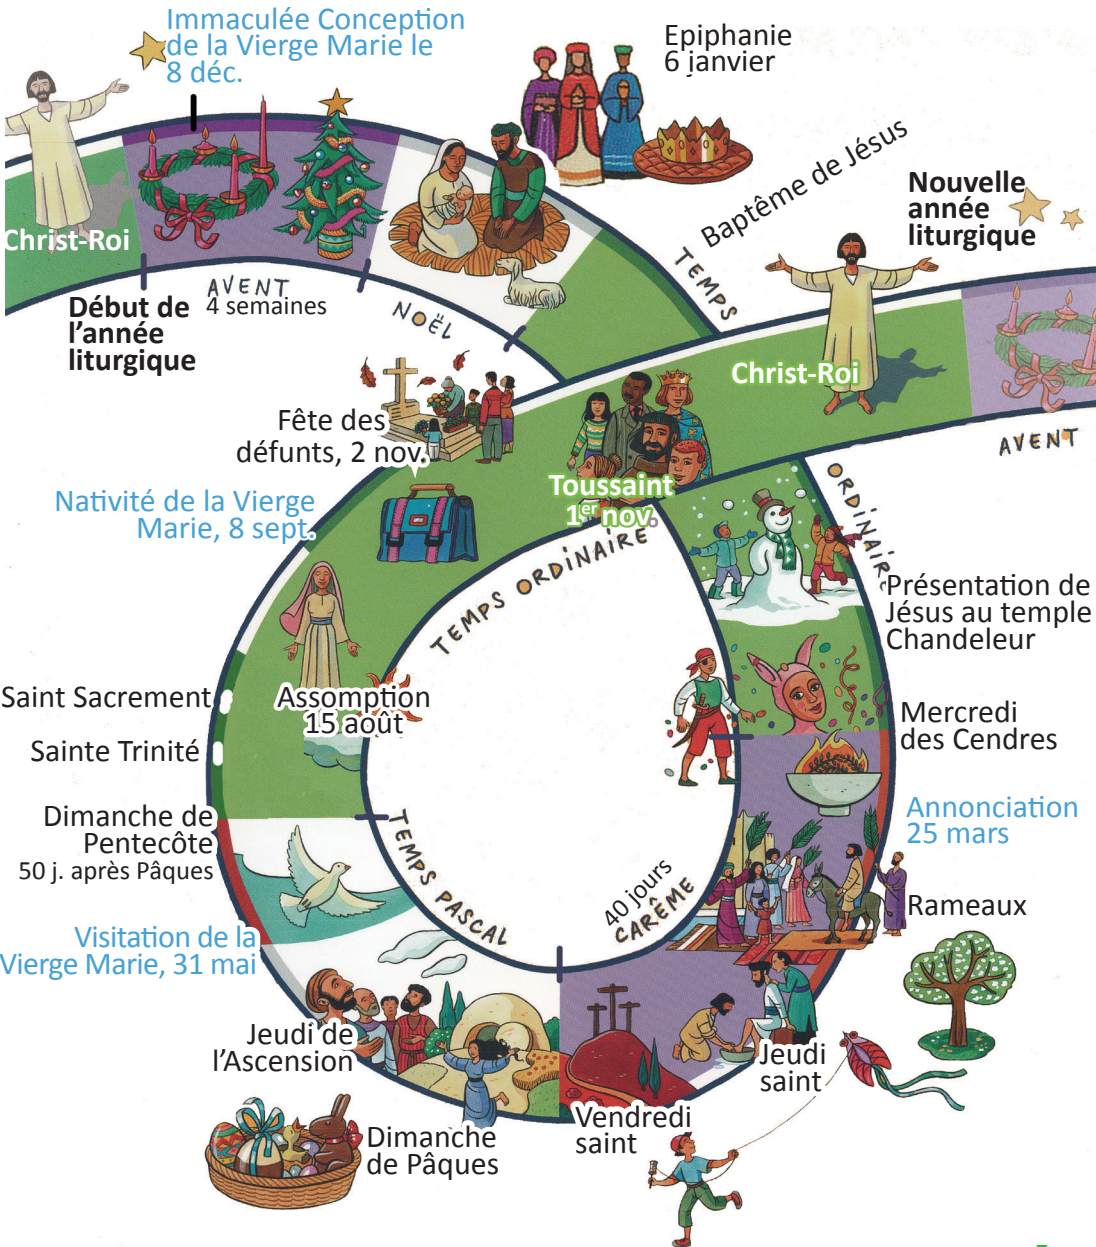 Immaculée Conception
de la Vierge Marie le
8 déc.
Epiphanie
6 janvier
Baptême de Jésus
Nouvelle
année
liturgique
Christ-Roi
Début de
l’année
liturgique
AVENT
4 semaines
NOËL
TEMPS
ORDINAIRE
Christ-Roi
AVENT
Fête des
défunts, 2 nov.
Toussaint
1er nov.
Nativité de la Vierge
Marie, 8 sept.
TEMPS ORDINAIRE
Présentation de
Jésus au temple
Chandeleur
Saint Sacrement
Assomption
15 août
Mercredi
des Cendres
Sainte Trinité
Dimanche de
Pentecôte
50 j. après Pâques
TEMPS PASCAL
40 jours
CARÊME
Annonciation
25 mars
Rameaux
Visitation de la
Vierge Marie, 31 mai
Jeudi de
l’Ascension
Jeudi
saint
Vendredi
saint
Dimanche
de Pâques